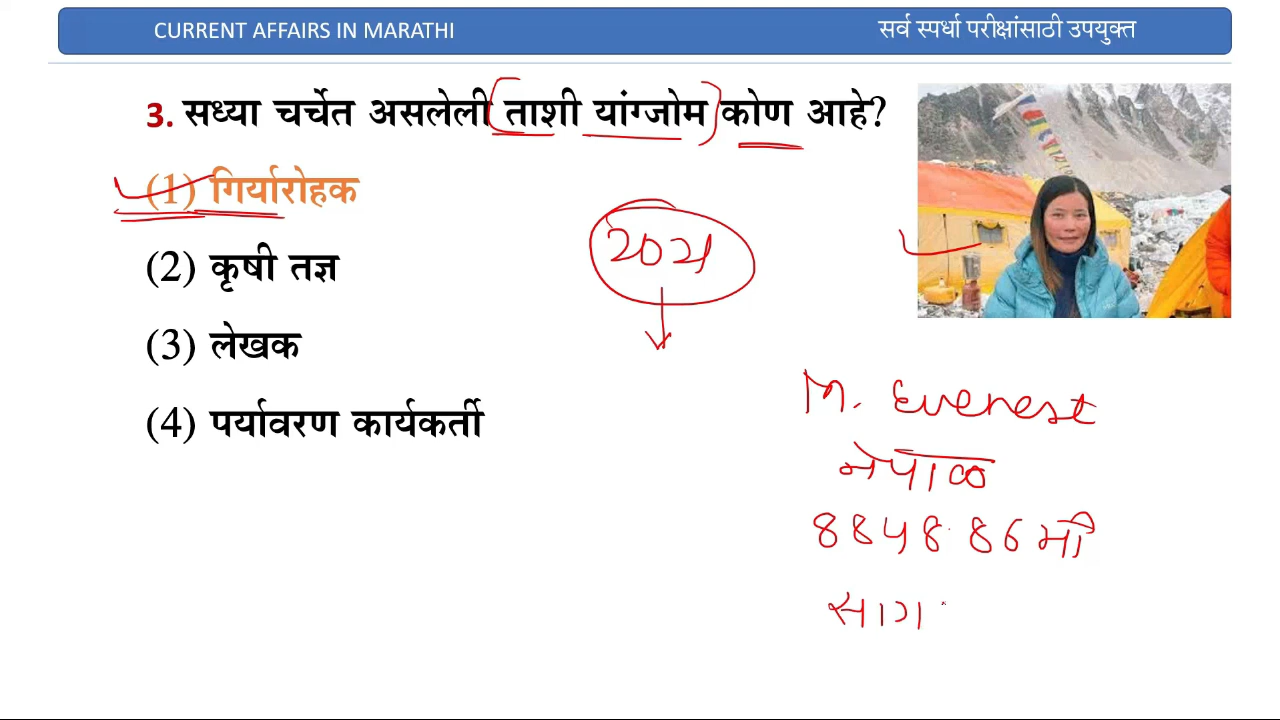 CURRENT AFFAIRS IN MARATHI
सर्व स्पर्धा परीक्षांसाठी उपयुक्त
3. सध्या चर्चेत असलेली ताशी यांग्जोम कोण आहे?
(1) गिर्यारोहक
(2) कृषी तज्ञ
(3) लेखक
(4) पर्यावरण कार्यकर्ती
2021
M. Everest
नेपाळ
8848.86 मी
साग